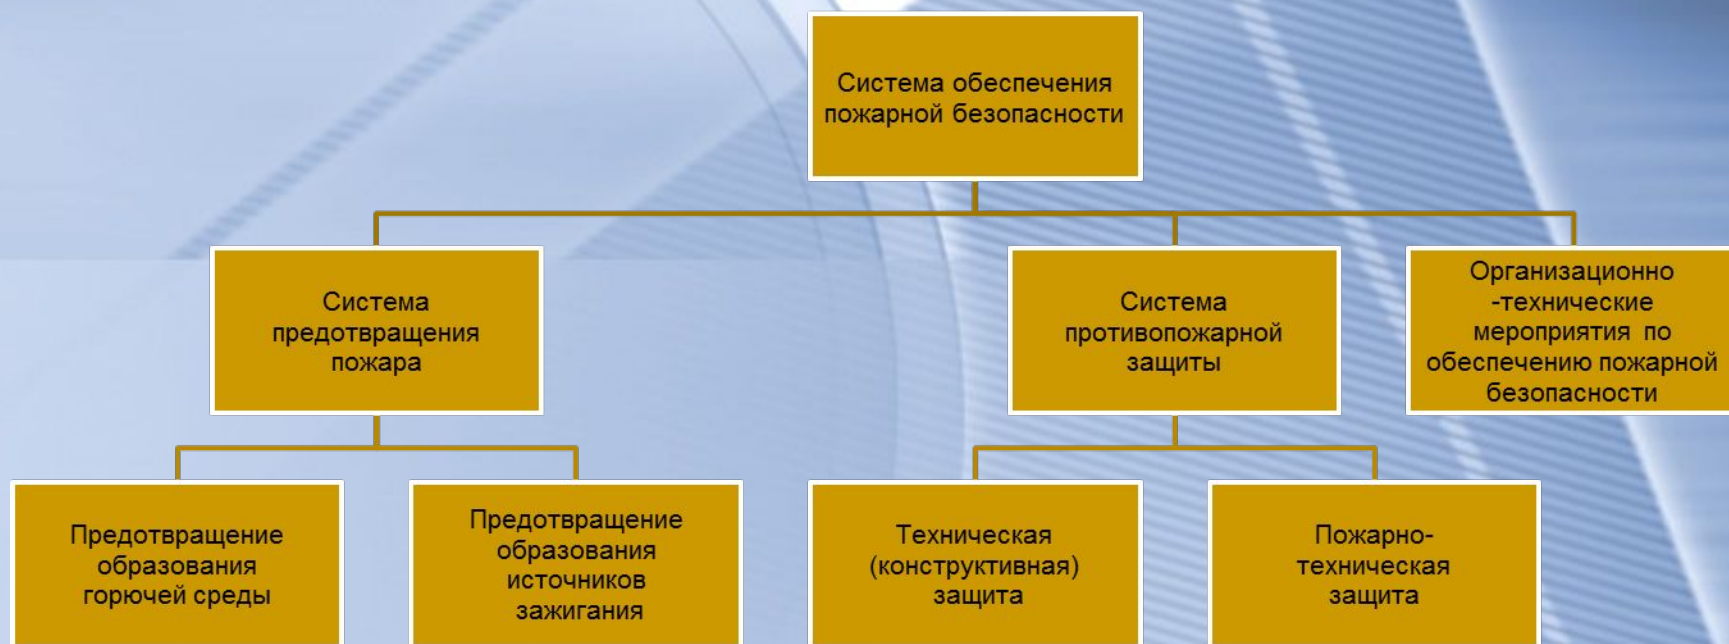 Система обеспечения
пожарной безопасности
Система
предотвращения
пожара
Система
противопожарной
защиты
Организационно
-технические
мероприятия по
обеспечению пожарной
безопасности
Предотвращение
образования
горючей среды
Предотвращение
образования
источников
зажигания
Техническая
(конструктивная)
защита
Пожарно-
техническая
защита